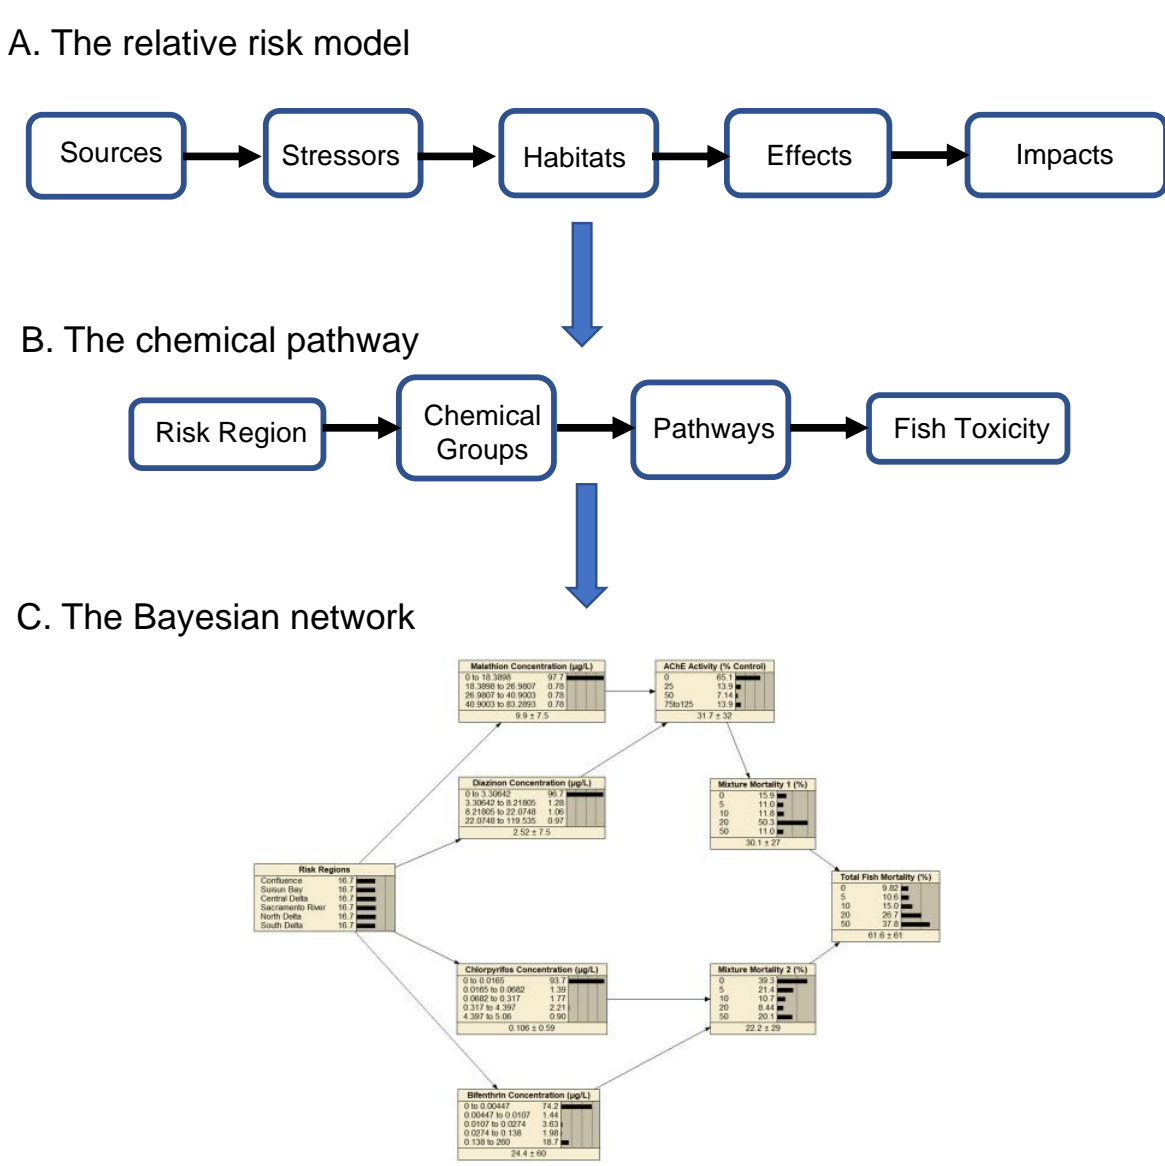 A. The relative risk model
Sources
Stressors
Habitats
Effects
Impacts
B. The chemical pathway
Risk Region
Chemical
Groups
Pathways
Fish Toxicity
C. The Bayesian network
Malathion Concentration (µg/L)
0 to 18.3898 97.7
18.3898 to 26.9807 0.78
26.9807 to 40.9003 0.78
40.9003 to 83.2893 0.78
9.9 ± 7.5
AChE Activity (% Control)
0 65.1
25 13.9
50 7.14
75to125 13.9
31.7 ± 32
Diazinon Concentration (µg/L)
0 to 3.30642 96.7
3.30642 to 8.21805 1.28
8.21805 to 22.0748 1.06
22.0748 to 119.535 0.97
2.52 ± 7.5
Mixture Mortality 1 (%)
0 15.9
5 11.0
10 11.8
20 50.3
50 11.0
30.1 ± 27
Risk Regions
Confluence 16.7
Suisun Bay 16.7
Central Delta 16.7
Sacramento River 16.7
North Delta 16.7
South Delta 16.7
Total Fish Mortality (%)
0 9.82
5 10.6
10 15.0
20 26.7
50 37.8
61.6 ± 61
Chlorpyrifos Concentration (µg/L)
0 to 0.0165 93.7
0.0165 to 0.0682 1.39
0.0682 to 0.317 1.77
0.317 to 4.397 2.21
4.397 to 5.06 0.90
0.106 ± 0.59
Mixture Mortality 2 (%)
0 39.3
5 21.4
10 10.7
20 8.44
50 20.1
22.2 ± 29
Bifenthrin Concentration (µg/L)
0 to 0.00447 74.2
0.00447 to 0.0107 1.44
0.0107 to 0.0274 3.63
0.0274 to 0.138 1.98
0.138 to 260 18.7
24.4 ± 60